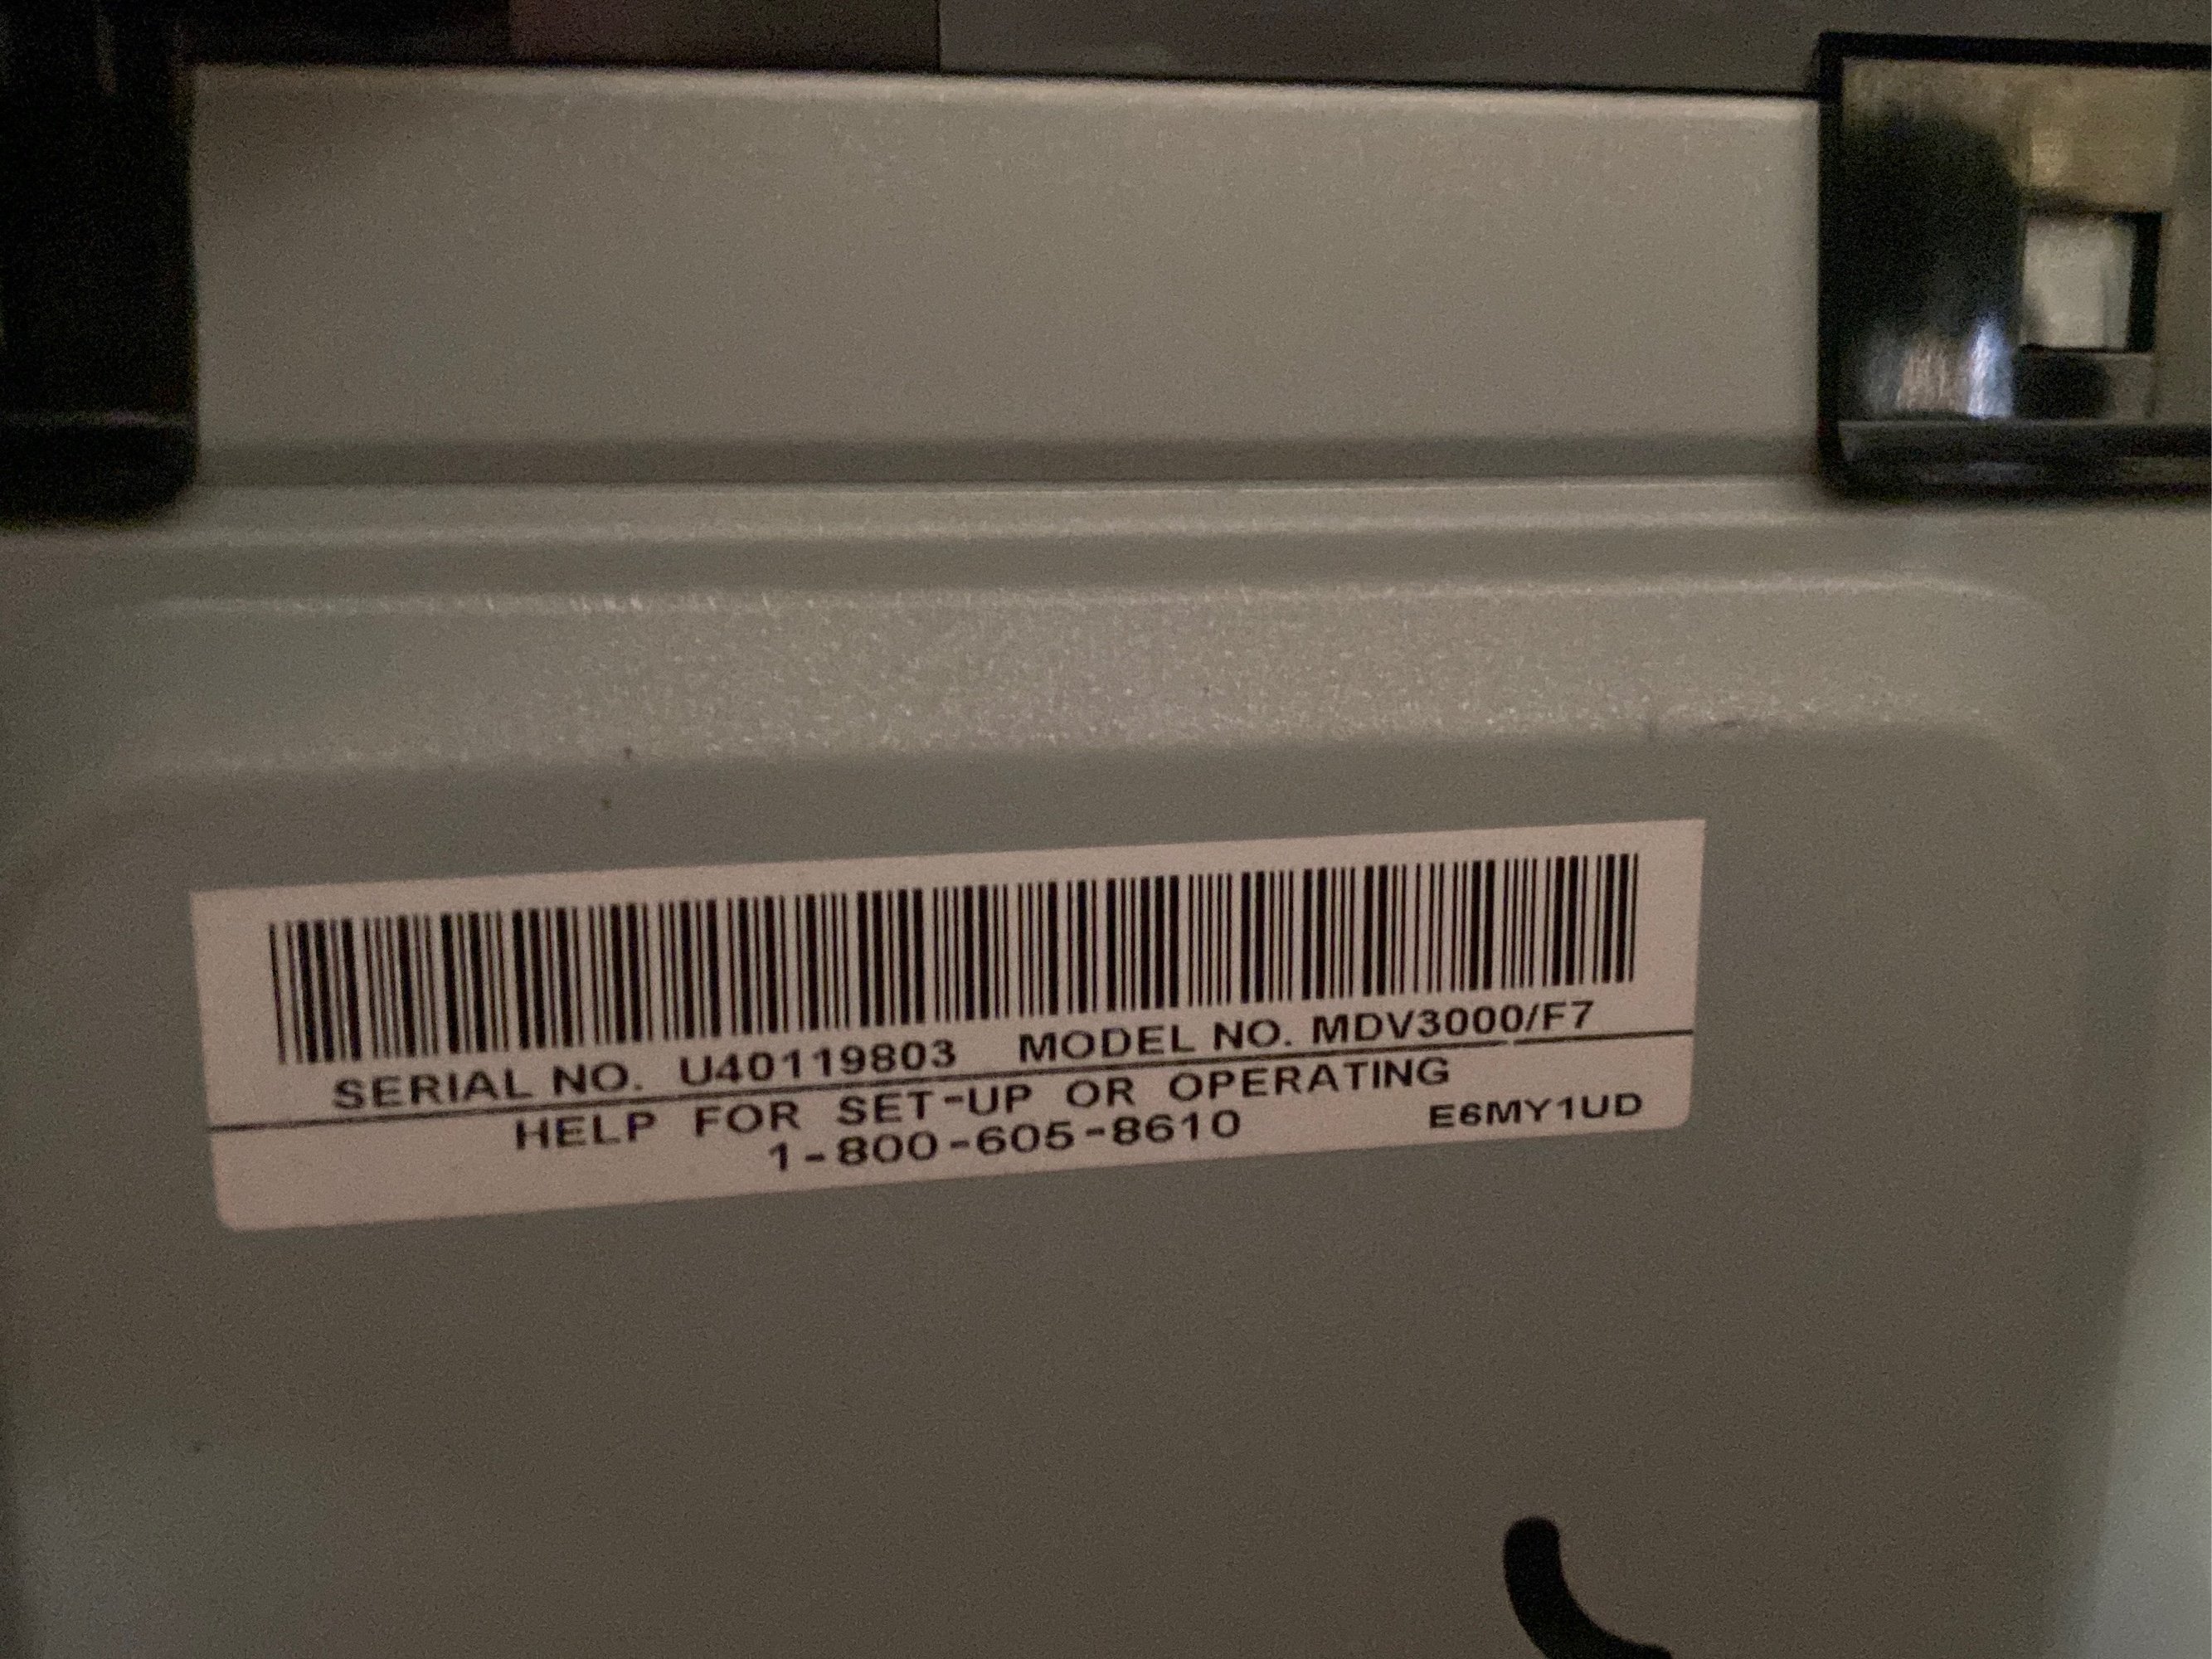 SERIAL NO. U40119803 MODEL NO. MDV3000/F7
HELP FOR SET-UP OR OPERATING
1-800-605-8610 E6MY1UD